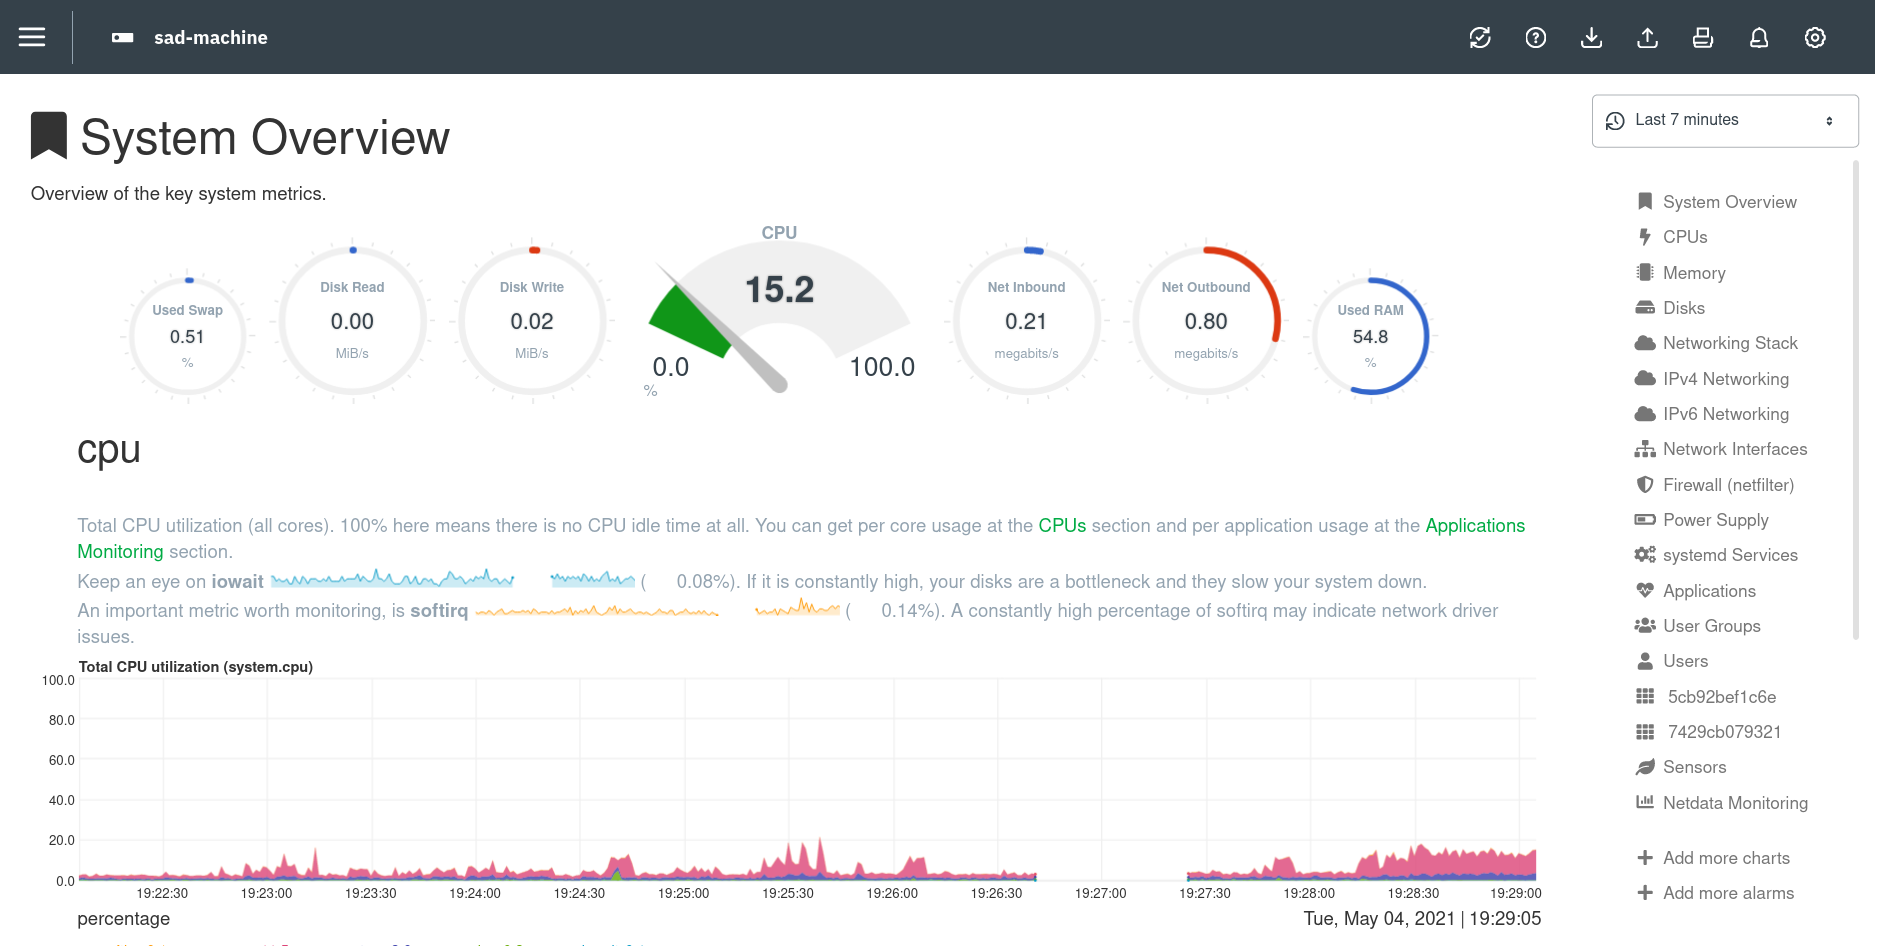 sad-machine
Last 7 minutes
System Overview
Overview of the key system metrics.
Used Swap
0.51
%
Disk Read
0.00
MiB/s
Disk Write
0.02
MiB/s
CPU
15.2
0.0
100.0
%
Net Inbound
0.21
megabits/s
Net Outbound
0.80
megabits/s
Used RAM
54.8
%
cpu
Total CPU utilization (all cores). 100% here means there is no CPU idle time at all. You can get per core usage at the CPUs section and per application usage at the Applications
Monitoring section.
Keep an eye on iowait ( 0.08%). If it is constantly high, your disks are a bottleneck and they slow your system down.
An important metric worth monitoring, is softirq ( 0.14%). A constantly high percentage of softirq may indicate network driver
issues.
Total CPU utilization (system.cpu)
100.0
80.0
60.0
40.0
20.0
0.0
19:22:30 19:23:00 19:23:30 19:24:00 19:24:30 19:25:00 19:25:30 19:26:00 19:26:30 19:27:00 19:27:30 19:28:00 19:28:30 19:29:00
percentage
Tue, May 04, 2021 | 19:29:05
System Overview
CPUs
Memory
Disks
Networking Stack
IPv4 Networking
IPv6 Networking
Network Interfaces
Firewall (netfilter)
Power Supply
systemd Services
Applications
User Groups
Users
5cb92bef1c6e
7429cb079321
Sensors
Netdata Monitoring
Add more charts
Add more alarms